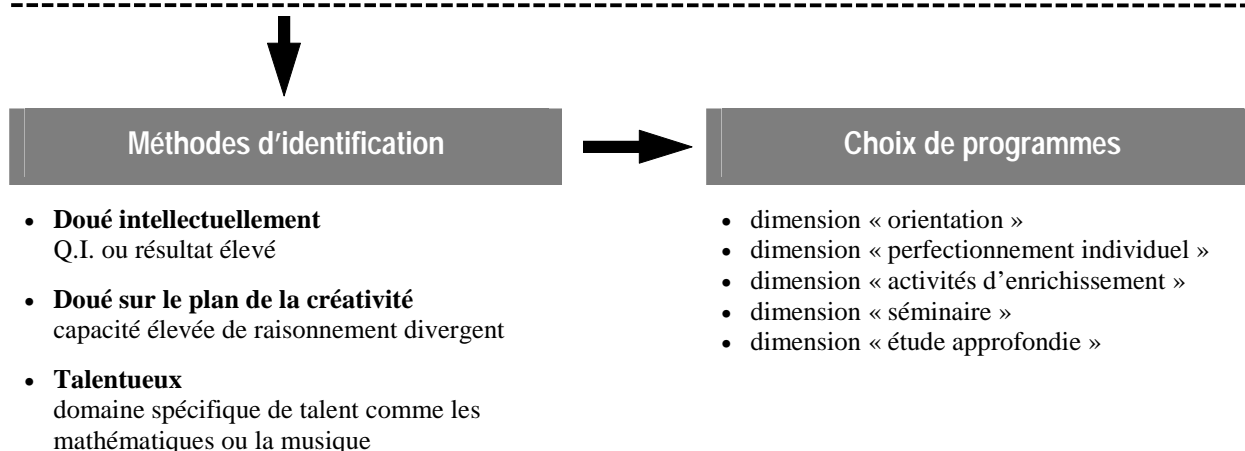 Méthodes d'identification
• Doué intellectuellement
Q.I. ou résultat élevé
• Doué sur le plan de la créativité
capacité élevée de raisonnement divergent
• Talentueux
domaine spécifique de talent comme les
mathématiques ou la musique
Choix de programmes
• dimension « orientation »
• dimension « perfectionnement individuel »
• dimension « activités d’enrichissement »
• dimension « séminaire »
• dimension « étude approfondie »